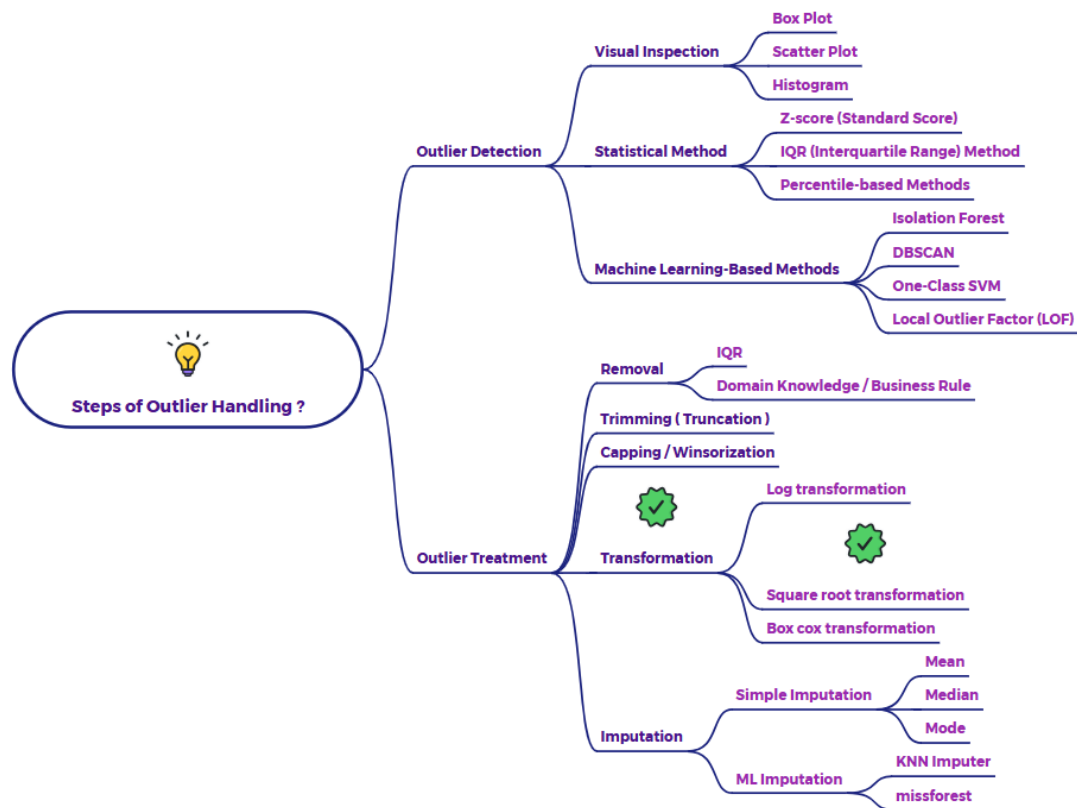 Steps of Outlier Handling ?
Outlier Detection
Visual Inspection
Box Plot
Scatter Plot
Histogram
Statistical Method
Z-score (Standard Score)
IQR (Interquartile Range) Method
Percentile-based Methods
Machine Learning-Based Methods
Isolation Forest
DBSCAN
One-Class SVM
Local Outlier Factor (LOF)
Outlier Treatment
Removal
IQR
Domain Knowledge / Business Rule
Trimming ( Truncation )
Capping / Winsorization
Transformation
Log transformation
Square root transformation
Box cox transformation
Imputation
Simple Imputation
Mean
Median
Mode
ML Imputation
KNN Imputer
missforest